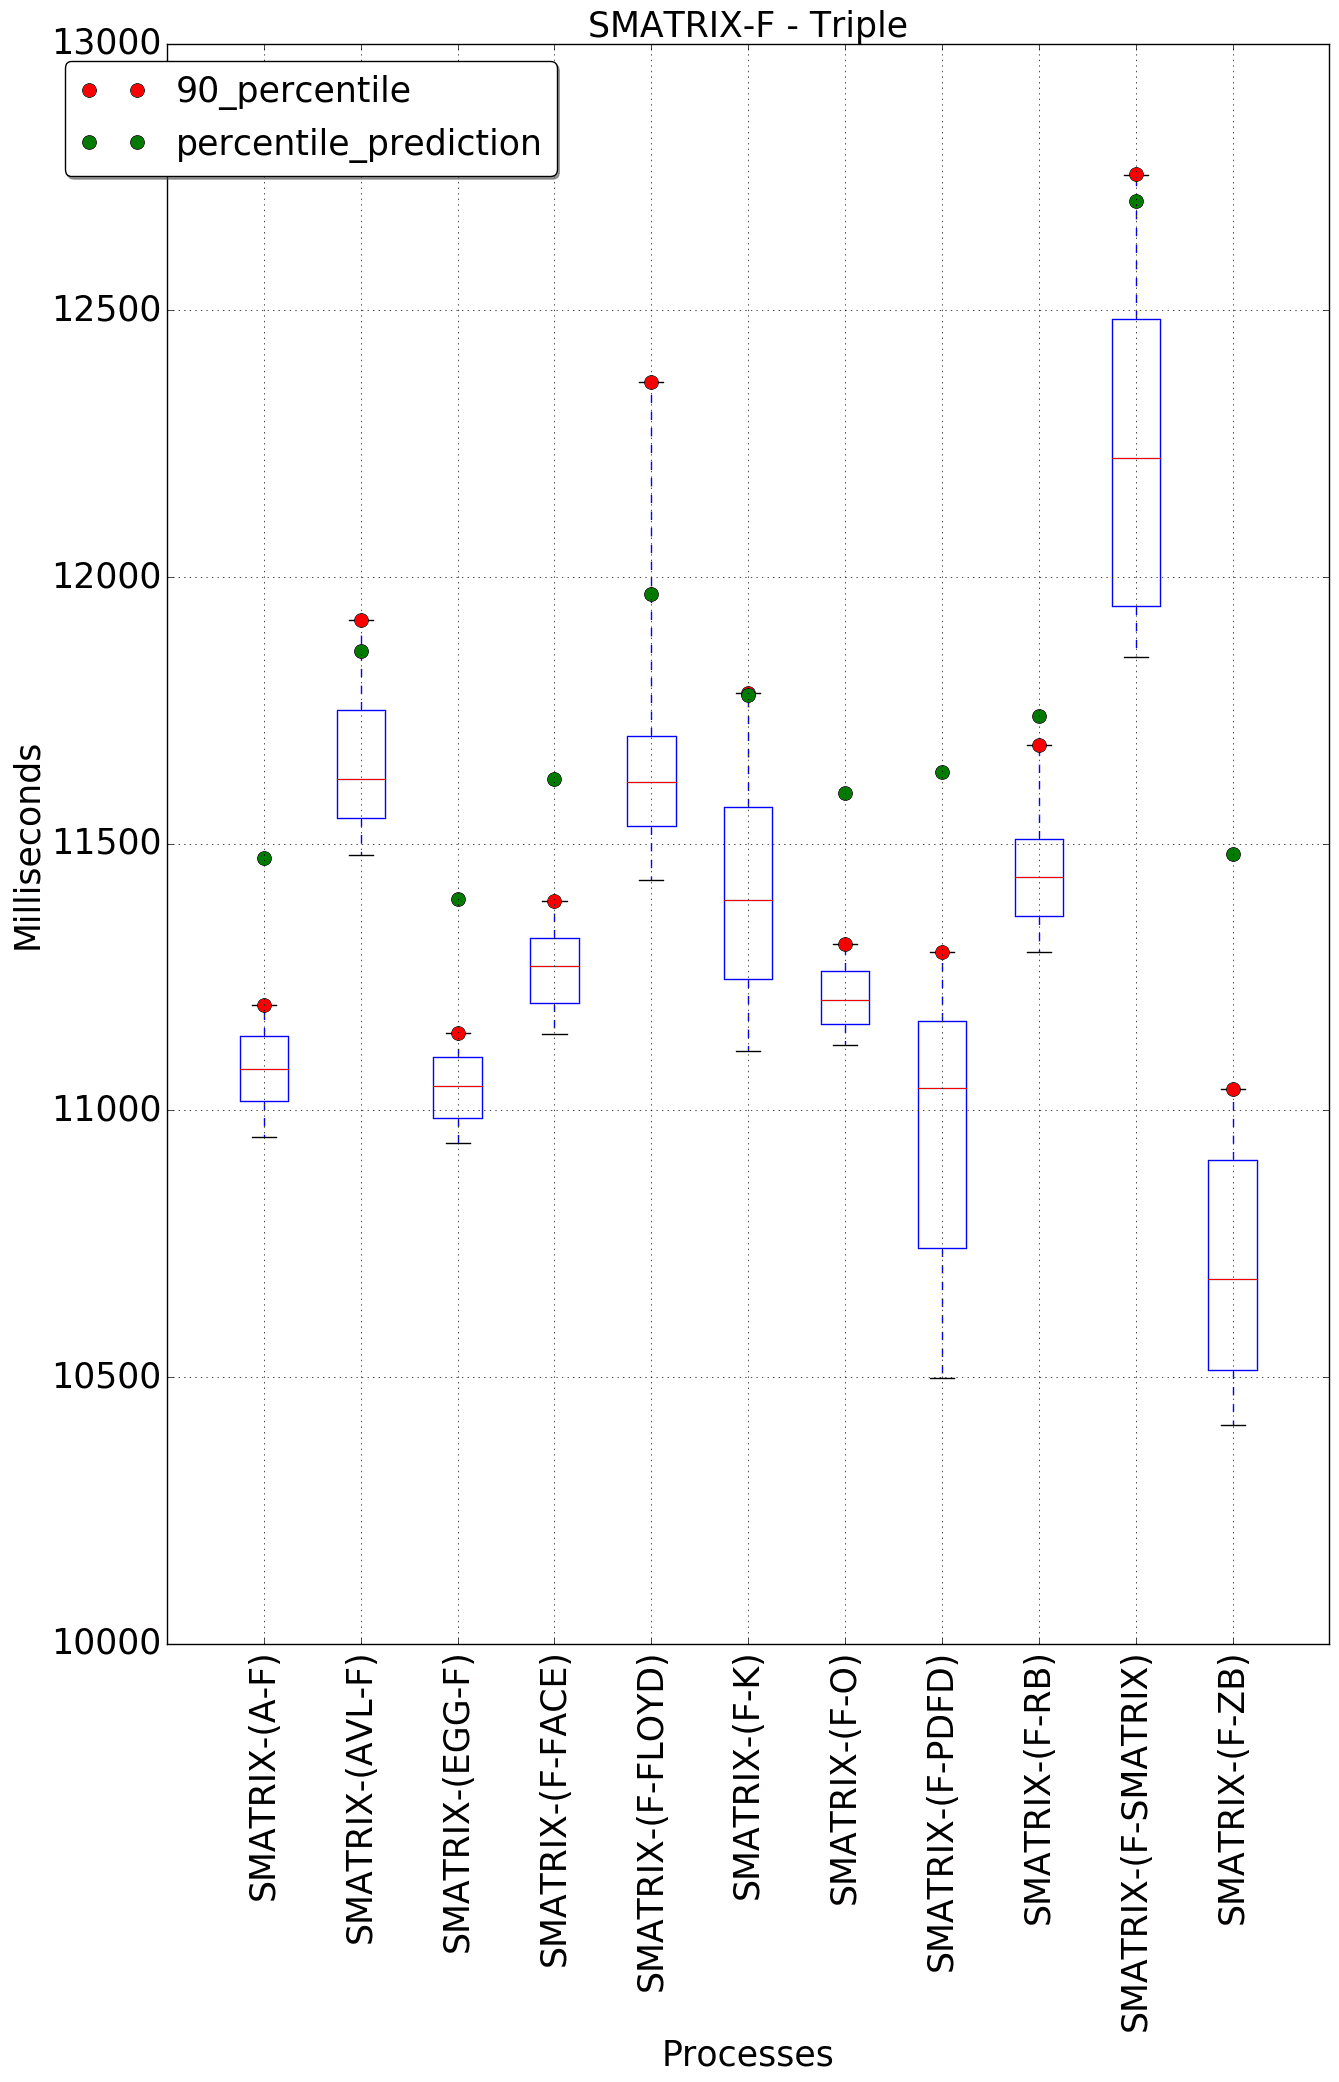 SMATRIX-F - Triple
90_percentile
percentile_prediction
13000
12500
12000
11500
11000
10500
10000
Milliseconds
SMATRIX-(A-F)
SMATRIX-(AVL-F)
SMATRIX-(EGG-F)
SMATRIX-(F-FACE)
SMATRIX-(F-FLOYD)
SMATRIX-(F-K)
SMATRIX-(F-O)
SMATRIX-(F-PDFD)
SMATRIX-(F-RB)
SMATRIX-(F-SMATRIX)
SMATRIX-(F-ZB)
Processes